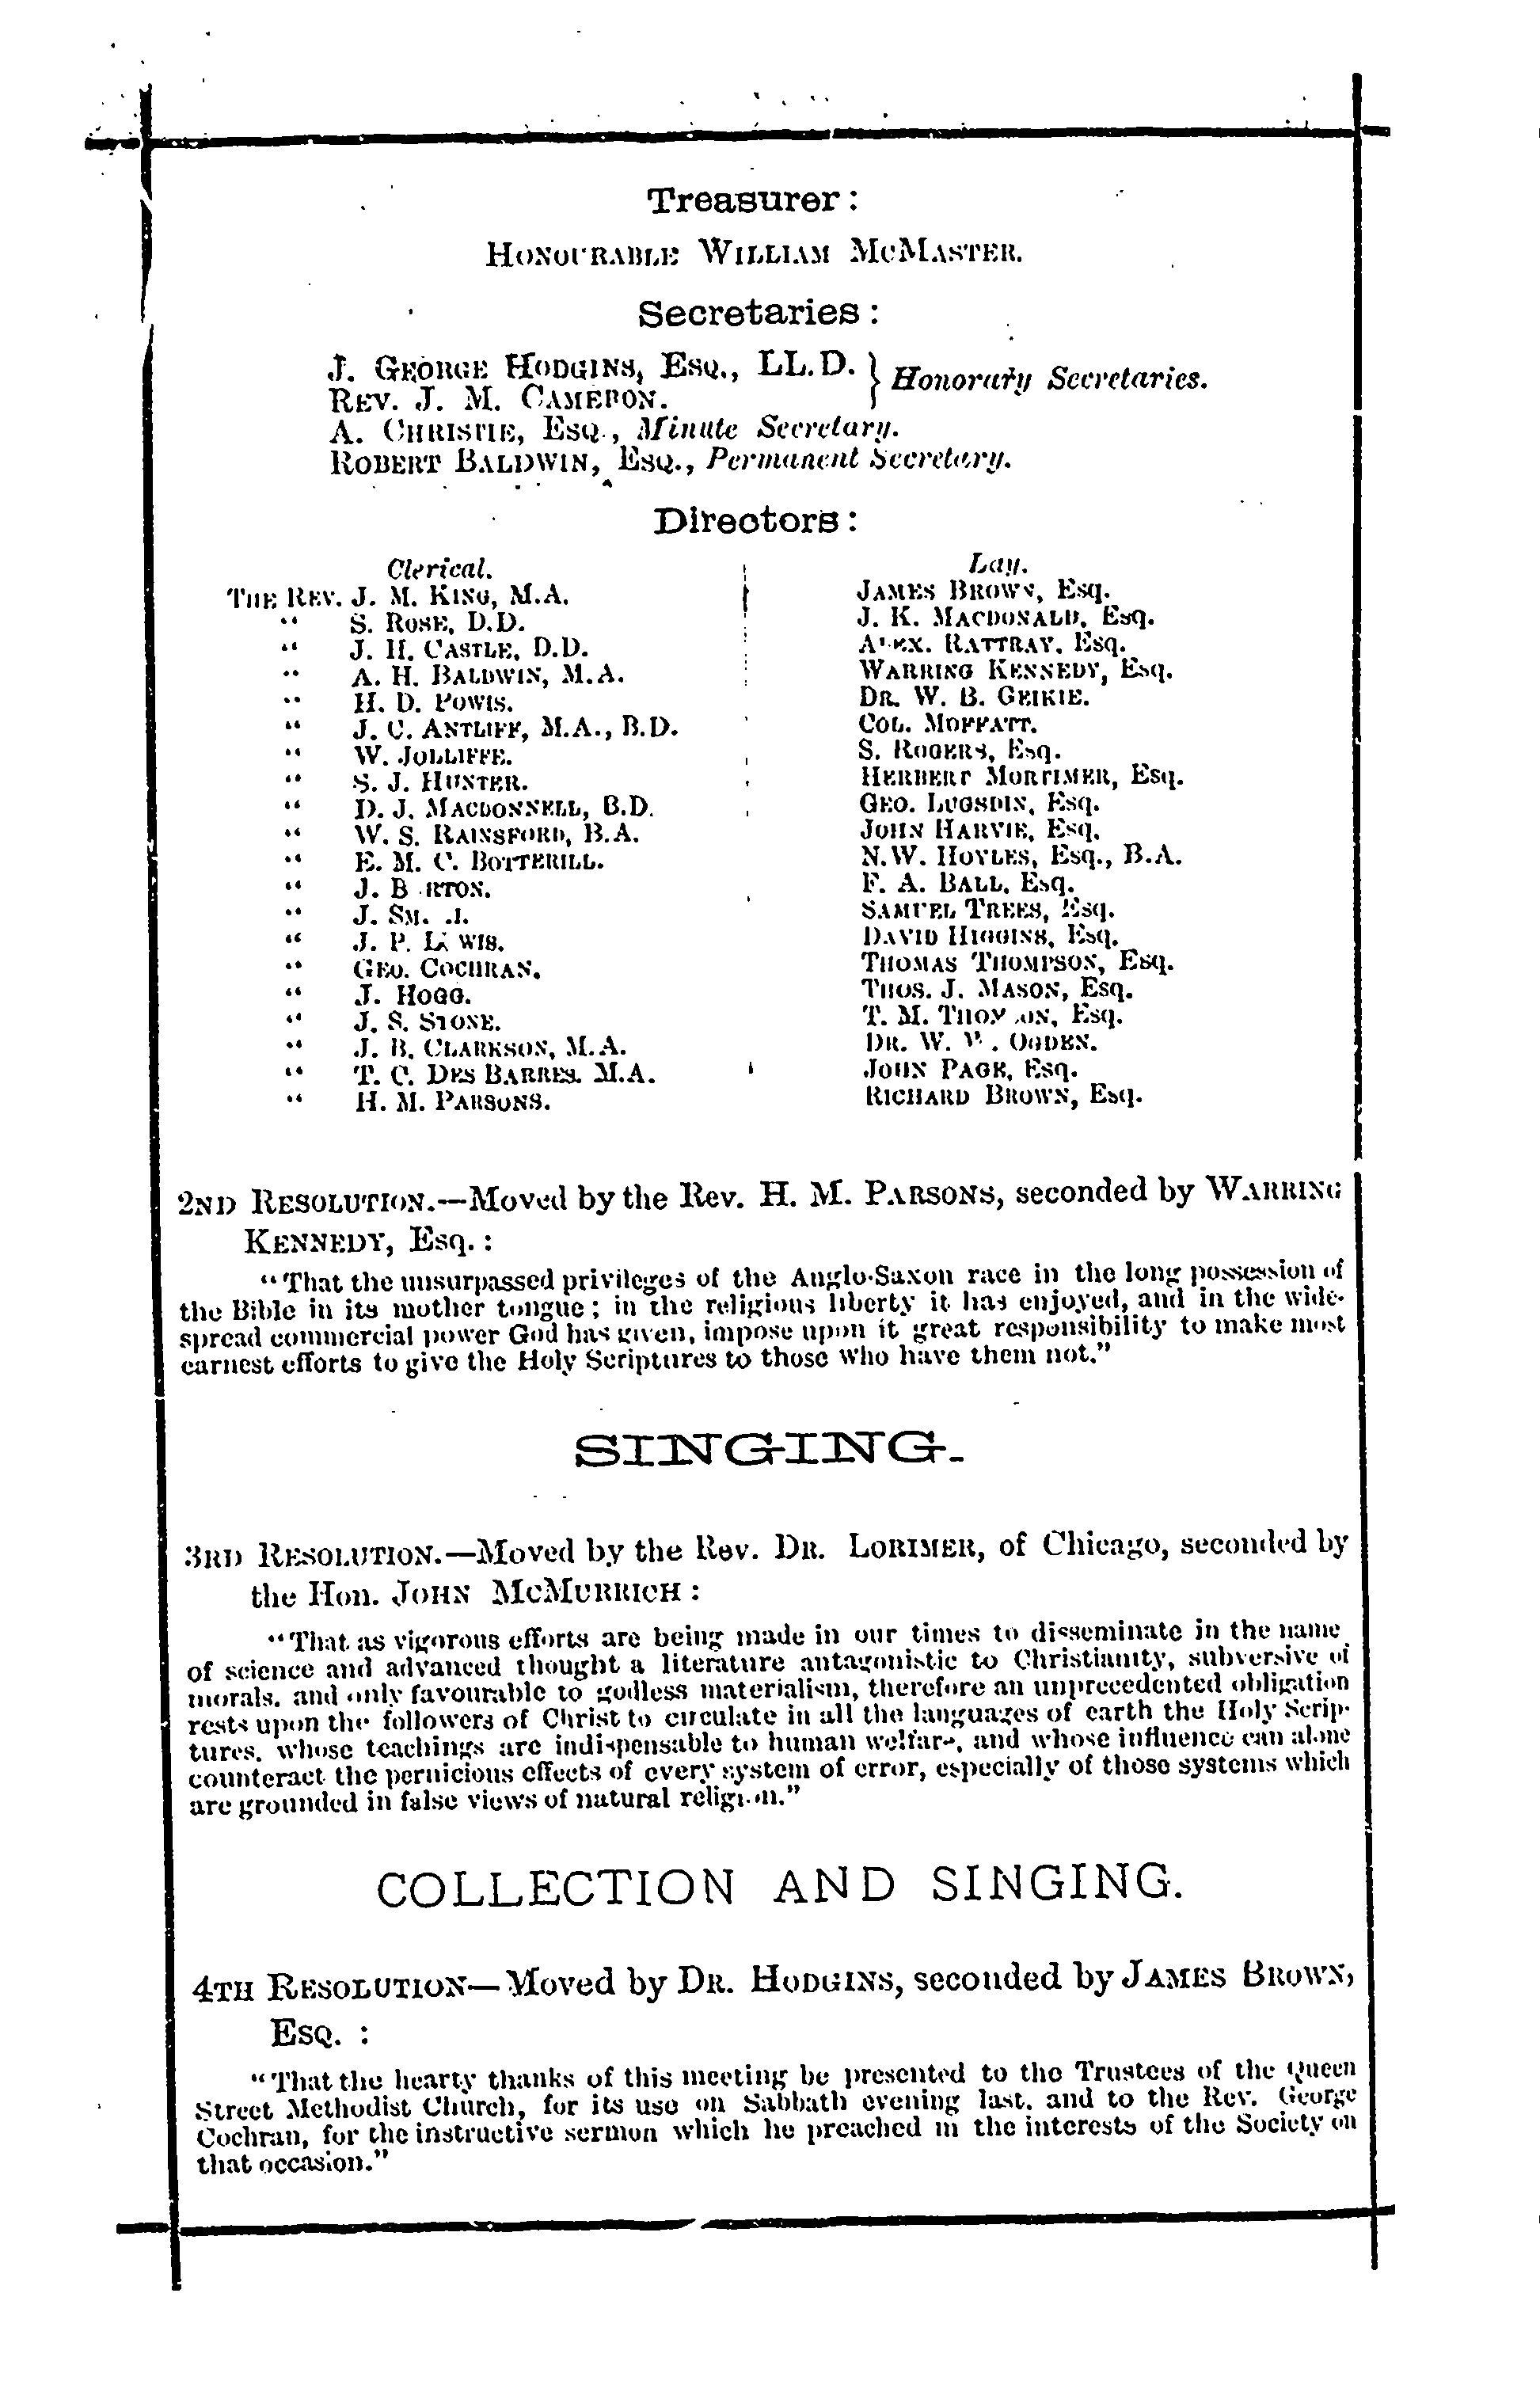 Treasurer:
HONOURABLE WILLIAM MCMASTER.
Secretaries:
J. GEORGE HODGINS, ESQ., LL.D. } Honorary Secretaries.
REV. J. M. CAMERON.
A. CHRISTIE, ESQ., Minute Secretary.
ROBERT BALDWIN, ESQ., Permanent Secretary.
Directors:
Clerical.
THE REV. J. M. KING, M.A.
“ S. ROSE, D.D.
“ J. H. CASTLE, D.D.
“ A. H. BALDWIN, M.A.
“ H. D. POWIS.
“ J. C. ANTLIFF, M.A., B.D.
“ W. JOLLIFFE.
“ S. J. HUNTER.
“ D. J. MACDONNELL, B.D.
“ W. S. RAINSFORD, B.A.
“ E. M. C. BOTTERILL.
“ J. 
“ J. 
“ J. P. LEWIS.
“ GEO. COCHRAN.
“ J. HOGG.
“ J. S. STONE.
“ J. B. CLARKSON, M.A.
“ T. C. DES BARRES. M.A.
“ H. M. PARSONS.
Lay.
JAMES BROWN, Esq.
J. K. MACDONALD, Esq.
ALEX. RATTRAY, Esq.
WARRING KENNEDY, Esq.
DR. W. B. GEIKIE.
COL. MOFFATT.
S. ROGERS, Esq.
HERBERT MORTIMER, Esq.
GEO. LUGSDIN, Esq.
JOHN HARVIE, Esq.
N.W. HOYLES, Esq., B.A.
F. A. BALL, Esq.
SAMUEL TREES, Esq.
DAVID HIGGINS, Esq.
THOMAS THOMPSON, Esq.
THOS. J. MASON, Esq.
T. M. Esq.
DR. W. OGDEN.
JOHN PAGE, Esq.
RICHARD BROWN, Esq.
2ND RESOLUTION.—Moved by the Rev. H. M. PARSONS, seconded by WARRING
KENNEDY, Esq.:
“That the unsurpassed privileges of the Anglo-Saxon race in the long possession of
the Bible in its mother tongue; in the religious liberty it has enjoyed, and in the wide-
spread commercial power God has given, impose upon it great responsibility to make most
earnest efforts to give the Holy Scriptures to those who have them not.”
SINGING.
3RD RESOLUTION.—Moved by the Rev. DR. LORIMER, of Chicago, seconded by
the Hon. JOHN MCMURRICH:
“That as vigorous efforts are being made in our times to disseminate in the name
of science and advanced thought a literature antagonistic to Christianity, subversive of
morals, and only favourable to godless materialism, therefore an unprecedented obligation
rests upon the followers of Christ to circulate in all the languages of earth the Holy Scrip-
tures, whose teachings are indispensable to human welfare, and whose influence can alone
counteract the pernicious effects of every system of error, especially of those systems which
are grounded in false views of natural religion.”
COLLECTION AND SINGING.
4TH RESOLUTION—Moved by DR. HODGINS, seconded by JAMES BROWN,
ESQ.:
“That the hearty thanks of this meeting be presented to the Trustees of the Queen
Street Methodist Church, for its use on Sabbath evening last, and to the Rev. George
Cochran, for the instructive sermon which he preached in the interests of the Society on
that occasion.”